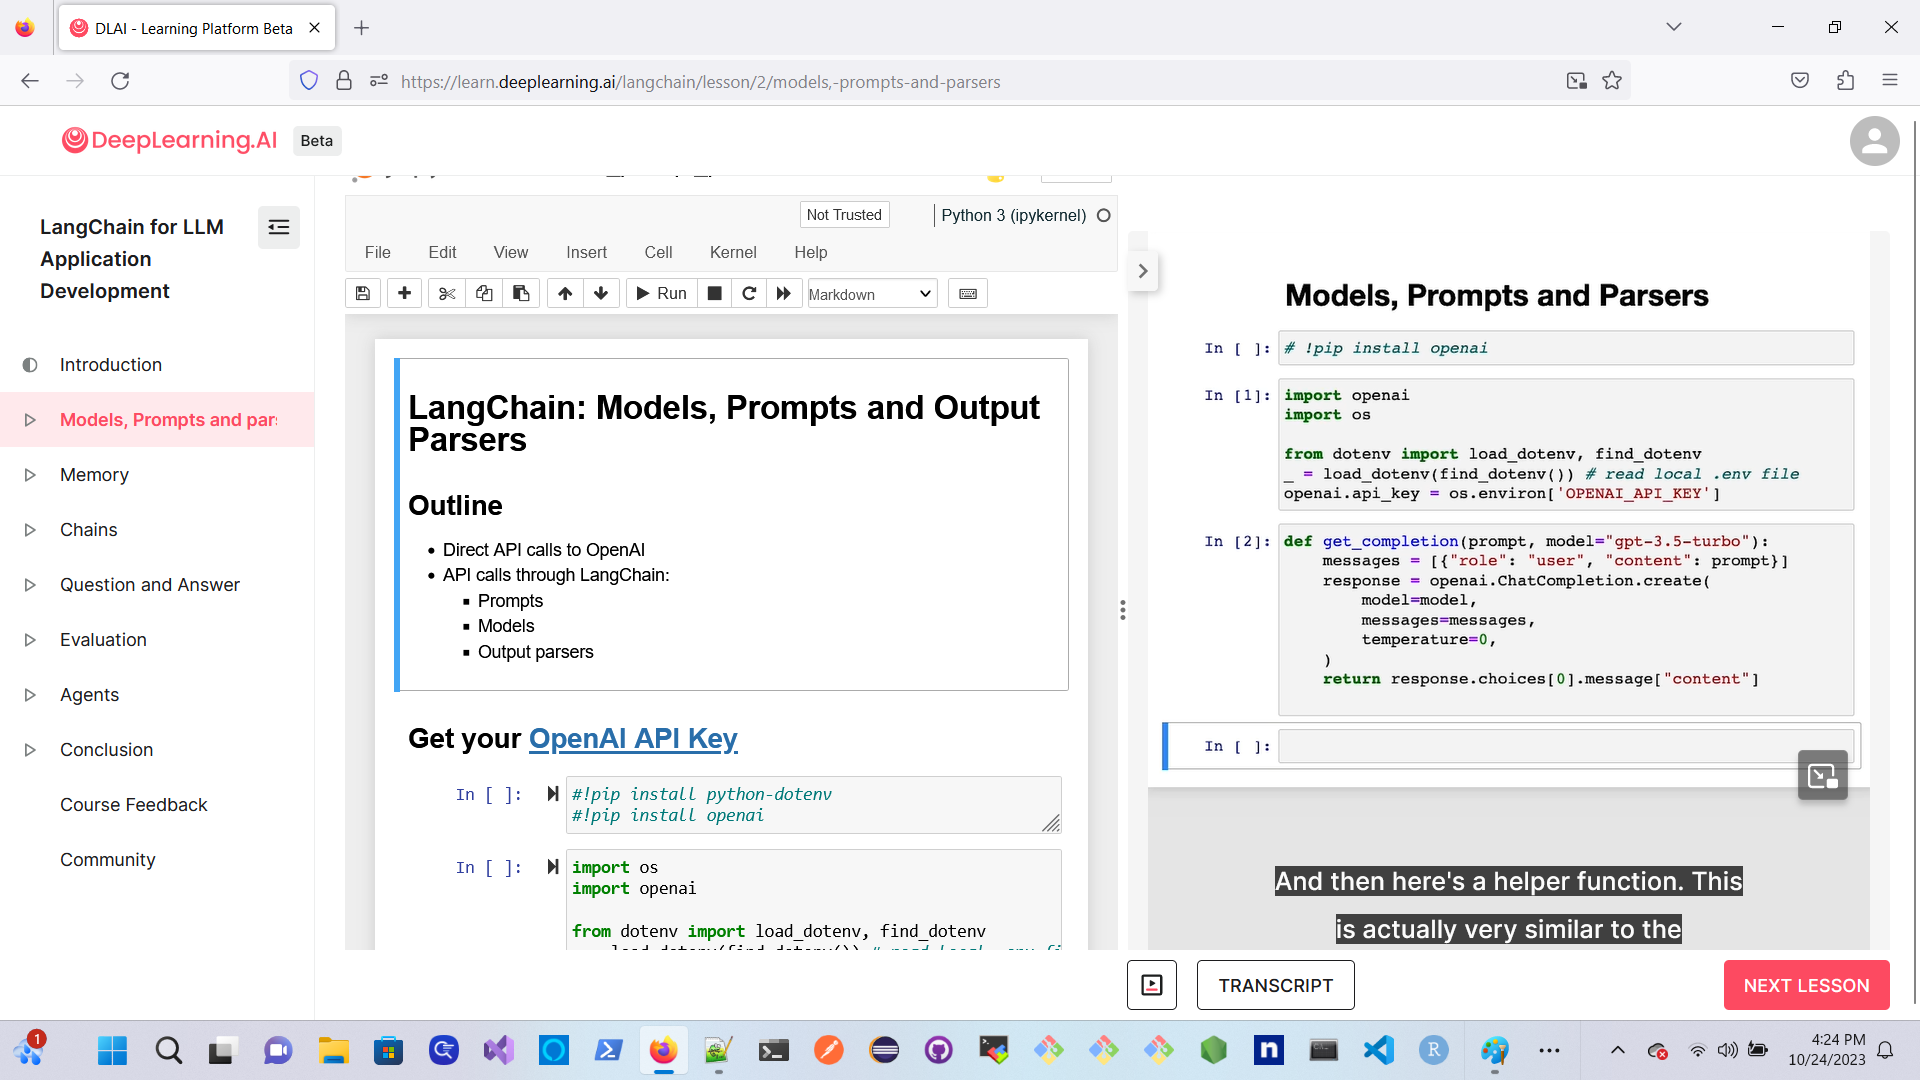 DLAI - Learning Platform Beta
https://learn.deeplearning.ai/langchain/lesson/2/models,-prompts-and-parsers
DeepLearning.AI Beta
LangChain for LLM
Application
Development
Introduction
Models, Prompts and par
Memory
Chains
Question and Answer
Evaluation
Agents
Conclusion
Course Feedback
Community
Not Trusted
Python 3 (ipykernel)
File Edit View Insert Cell Kernel Help
Run Markdown
LangChain: Models, Prompts and Output
Parsers
Outline
Direct API calls to OpenAI
API calls through LangChain:
Prompts
Models
Output parsers
Get your OpenAI API Key
In [ ]: #!pip install python-dotenv
#!pip install openai
In [ ]: import os
import openai
from dotenv import load_dotenv, find_dotenv
Models, Prompts and Parsers
In [ ]: # !pip install openai
In [1]: import openai
import os
from dotenv import load_dotenv, find_dotenv
_ = load_dotenv(find_dotenv()) # read local .env file
openai.api_key = os.environ['OPENAI_API_KEY']
In [2]: def get_completion(prompt, model="gpt-3.5-turbo"):
messages = [{"role": "user", "content": prompt}]
response = openai.ChatCompletion.create(
model=model,
messages=messages,
temperature=0,
)
return response.choices[0].message["content"]
In [ ]:
And then here's a helper function. This
is actually very similar to the
TRANSCRIPT
NEXT LESSON
1
n
R
4:24 PM
10/24/2023